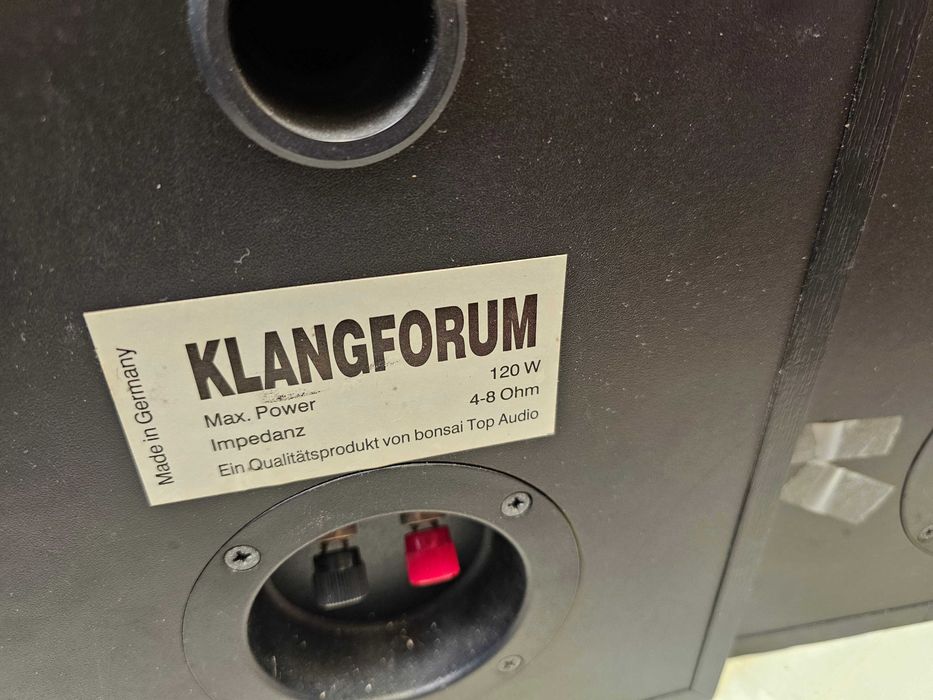 Made in Germany
KLANGFORUM
Max. Power 120 W
Impedanz 4-8 Ohm
Ein Qualitätsprodukt von bonsai Top Audio